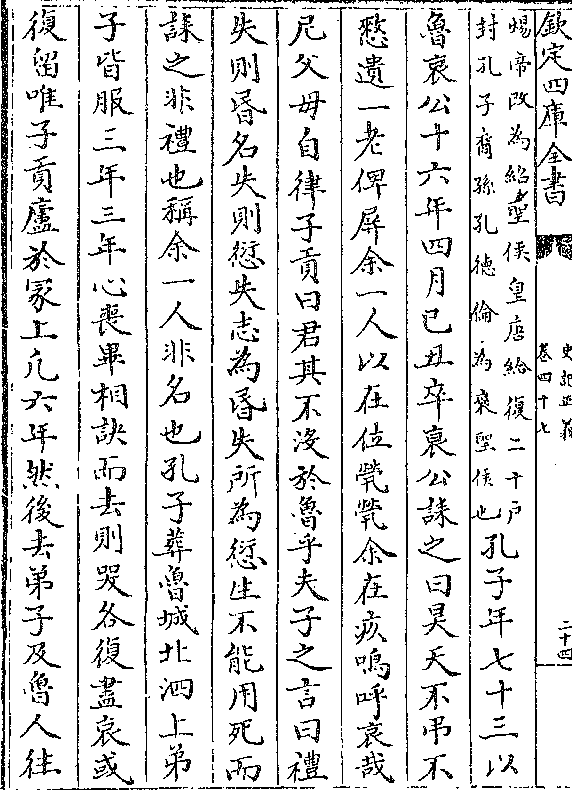 欽定四庫全書
史記正義
卷四十七
二十四
賜帝改為紹聖侯皇唐給復二千戶
封孔子裔孫孔德倫為襃聖侯也
孔子年七十三以
魯哀公十六年四月己丑卒哀公誄之曰昊天不弔不
憖遺一老俾屏余一人以在位煢煢余在疚嗚呼哀哉
尼父毋自律子貢曰君其不沒於魯乎夫子之言曰禮
失則昬名失則愆失志為昬失所為愆生不能用死而
誄之非禮也稱余一人非名也孔子葬魯城北泗上弟
子皆服三年三年心喪畢相訣而去則哭各復盡哀或
復留唯子貢廬於冢上凡六年然後去弟子及魯人往